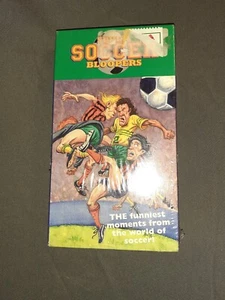 SOCCER
BLOOPERS
THE funniest
moments from
the world of
soccer!